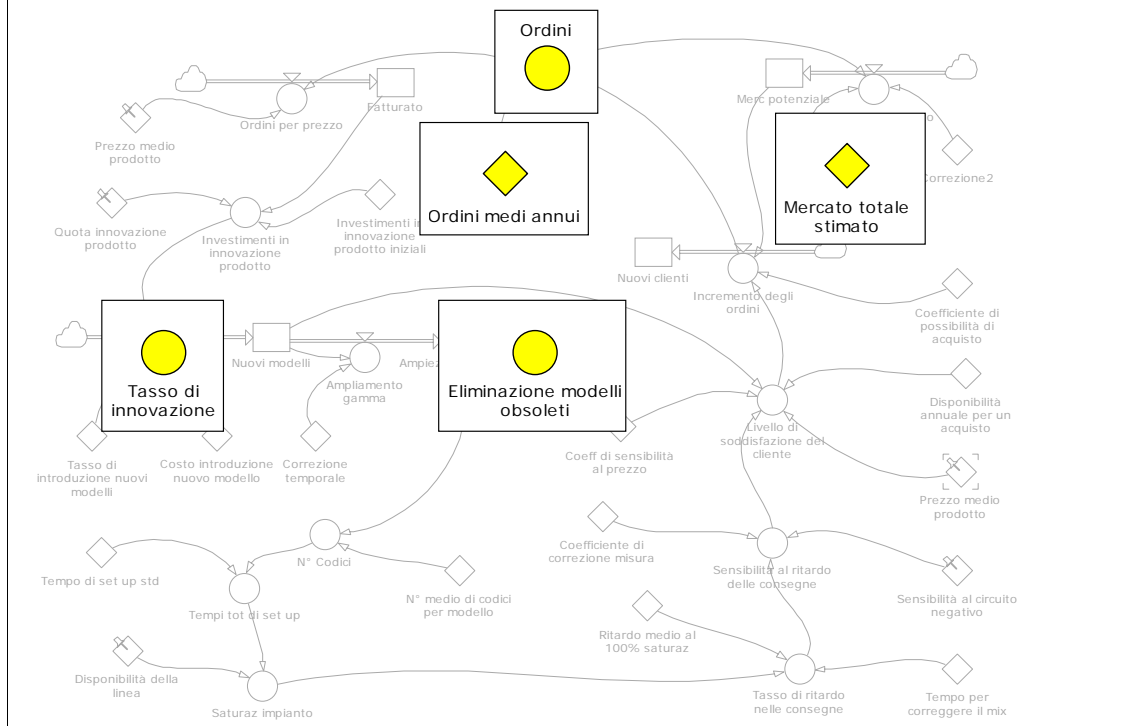 Ordini
Merc potenziale
Fatturato
Ordini per prezzo
o
Prezzo medio
prodotto
Correzione2
Ordini medi annui
Mercato totale
stimato
Quota innovazione
prodotto
Investimenti in
innovazione
prodotto
Investimenti in
innovazione
prodotto iniziali
Nuovi clienti
Incremento degli
ordini
Coefficiente di
possibilità di
acquisto
Tasso di
innovazione
Nuovi modelli
Ampliamento
gamma
Ampiez
Eliminazione modelli
obsoleti
Livello di
soddisfazione del
cliente
Disponibilità
annuale per un
acquisto
Tasso di
introduzione nuovi
modelli
Costo introduzione
nuovo modello
Correzione
temporale
Coeff di sensibilità
al prezzo
Prezzo medio
prodotto
N° Codici
Coefficiente di
correzione misura
Sensibilità al ritardo
delle consegne
Tempo di set up std
N° medio di codici
per modello
Sensibilità al circuito
negativo
Tempi tot di set up
Ritardo medio al
100% saturaz
Disponibilità della
linea
Saturaz impianto
Tasso di ritardo
nelle consegne
Tempo per
correggere il mix